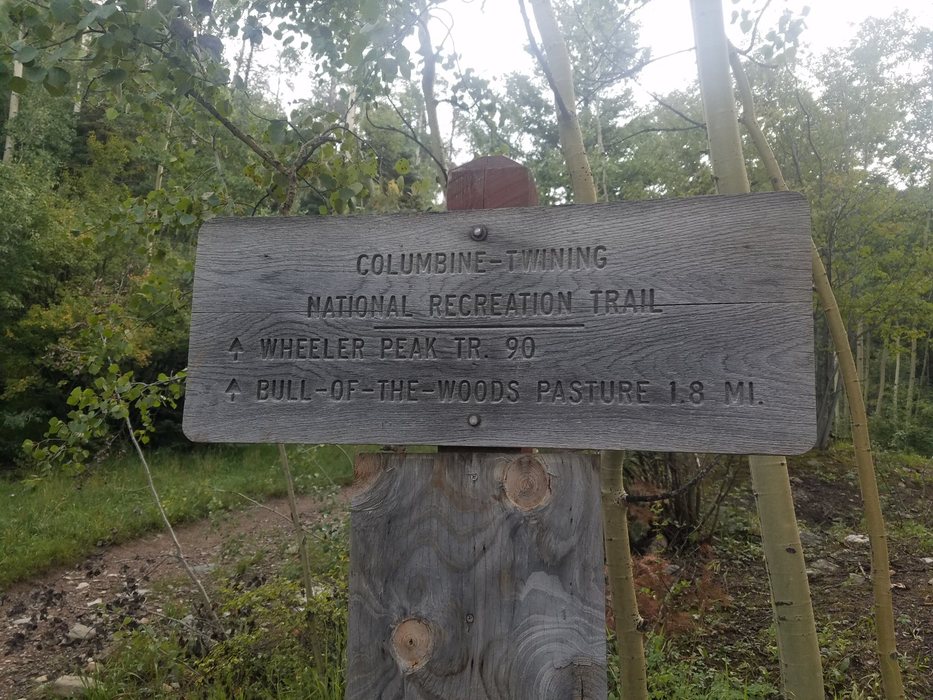 COLUMBINE-TWINING
NATIONAL RECREATION TRAIL
WHEELER PEAK TR. 90
BULL-OF-THE-WOODS PASTURE 1.8 MI.